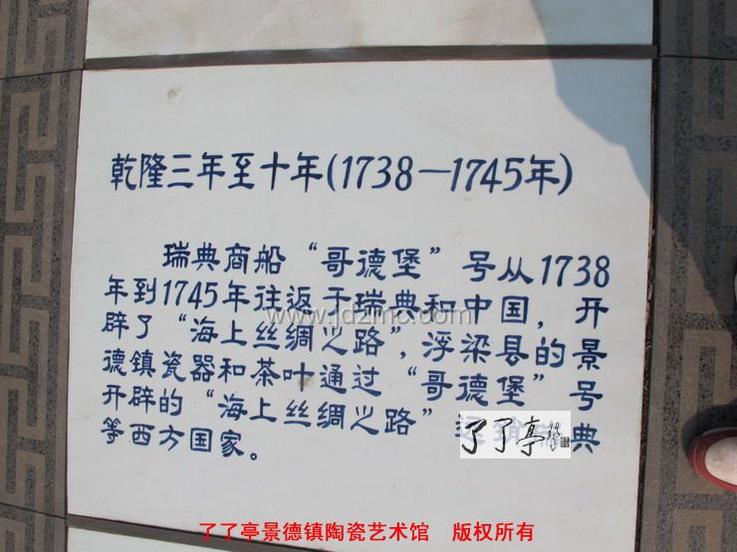 乾隆三年至十年(1738—1745年)
瑞典商船“哥德堡”号从1738
年到1745年往返于瑞典和中国,开
辟了“海上丝绸之路”,浮梁县的景
德镇瓷器和茶叶通过“哥德堡”号
开辟的“海上丝绸之路”
典
等西方国家。
www.jdzmc.com
了了亭
了了亭景德镇陶瓷艺术馆 版权所有